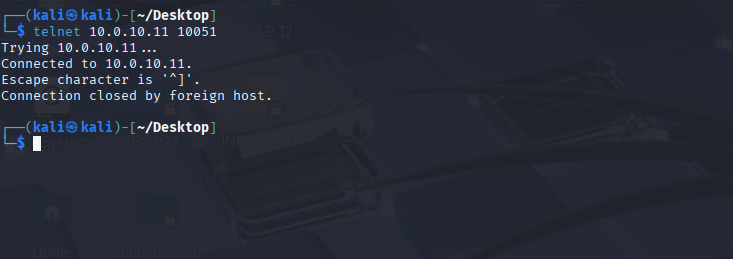 ┌──(kali㉿kali)-[~/Desktop]
└─$ telnet 10.0.10.11 10051
Trying 10.0.10.11...
Connected to 10.0.10.11.
Escape character is '^]'.
Connection closed by foreign host.
┌──(kali㉿kali)-[~/Desktop]
└─$
Home